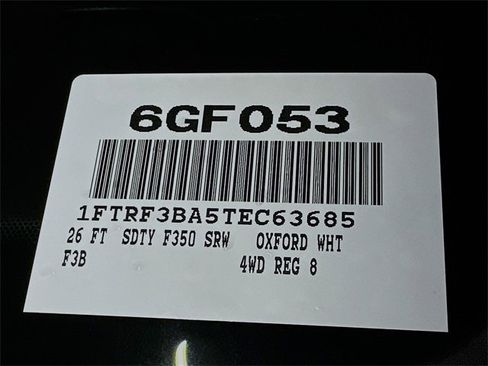 6GF053
1FTRF3BA5TEC63685
26 FT SDTY F350 SRW OXFORD WHT
F3B 4WD REG 8